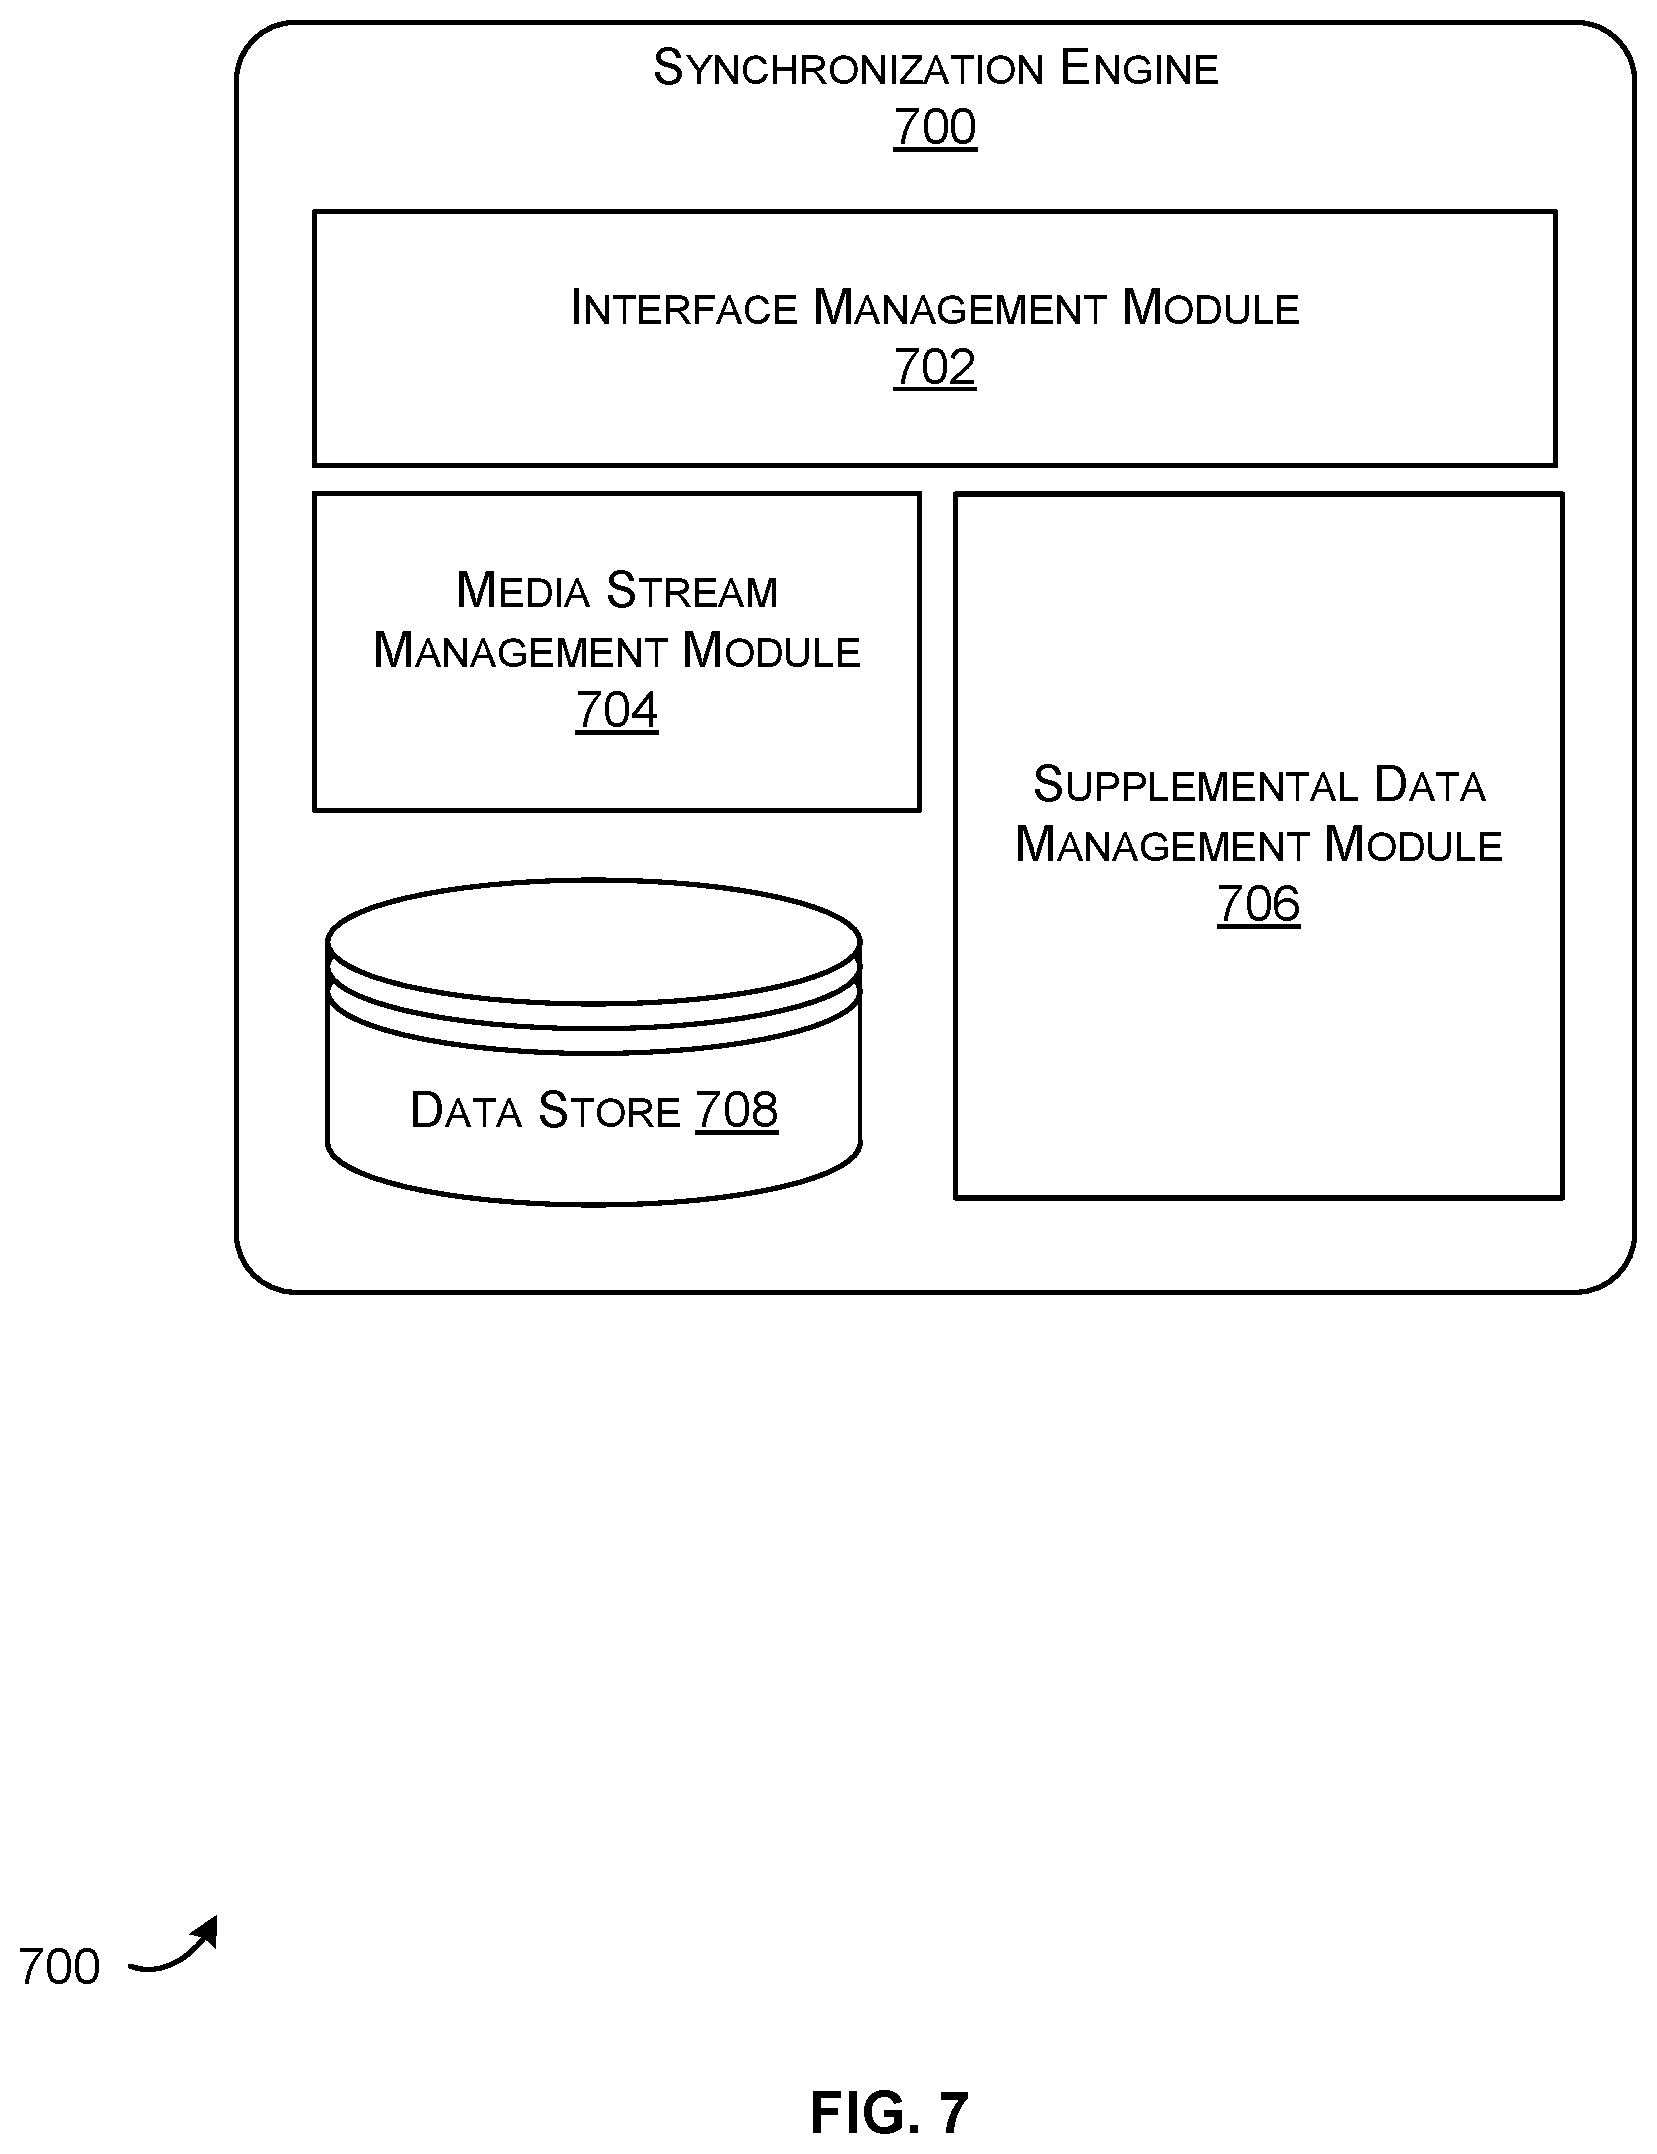 SYNCHRONIZATION ENGINE
700
INTERFACE MANAGEMENT MODULE
702
MEDIA STREAM
MANAGEMENT MODULE
704
SUPPLEMENTAL DATA
MANAGEMENT MODULE
706
DATA STORE 708
700
FIG. 7